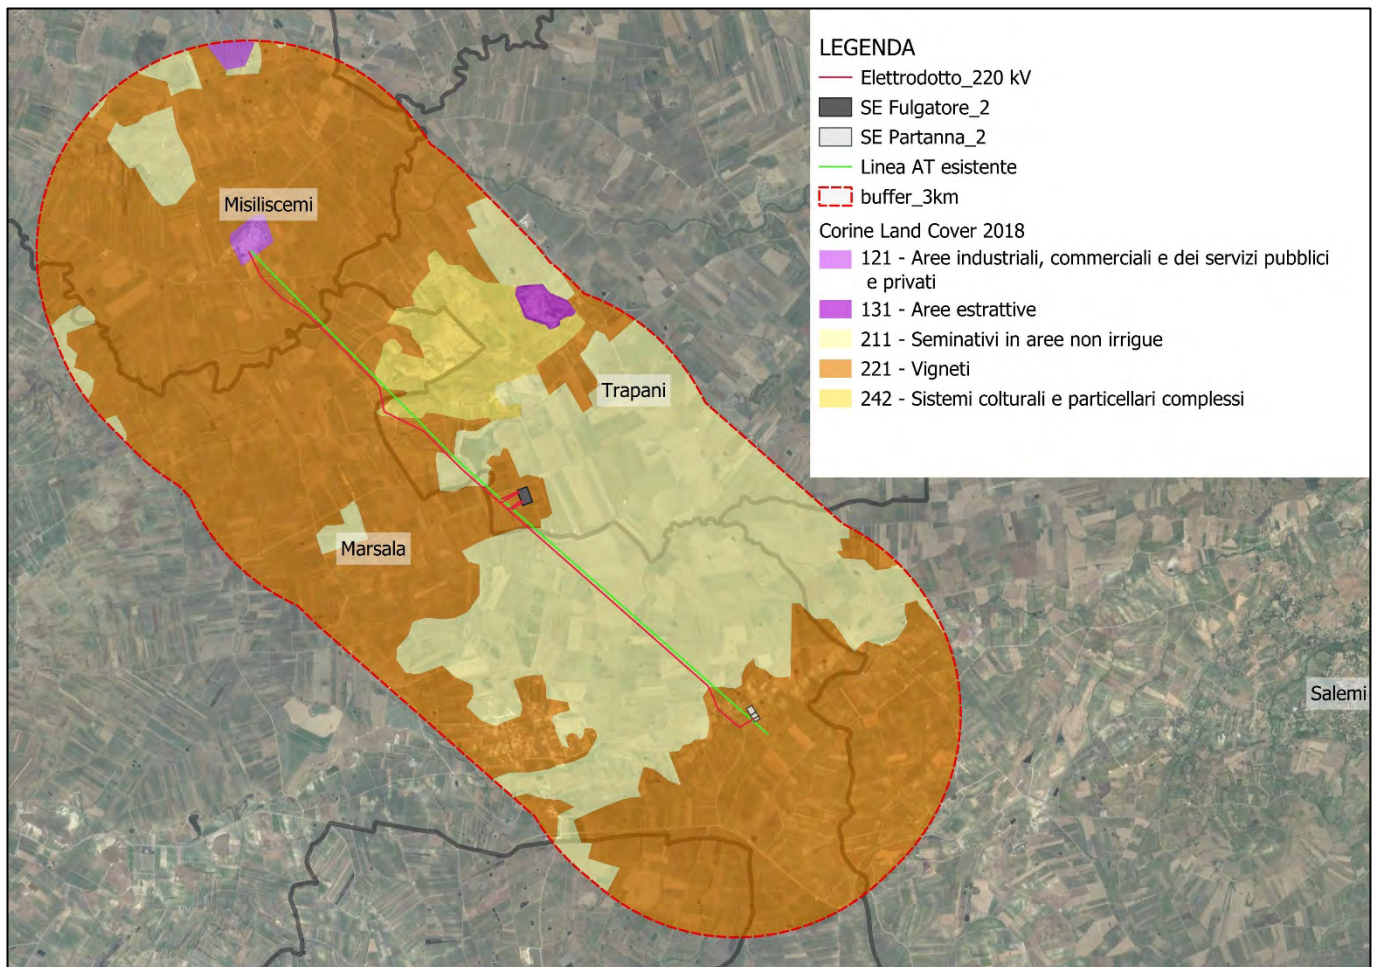 LEGENDA
Elettrodotto_220 kV
SE Fulgatore_2
SE Partanna_2
Linea AT esistente
buffer_3km
Corine Land Cover 2018
121 - Aree industriali, commerciali e dei servizi pubblici
e privati
131 - Aree estrattive
211 - Seminativi in aree non irrigue
221 - Vigneti
242 - Sistemi colturali e particellari complessi
Misiliscemi
Trapani
Marsala
Salemi